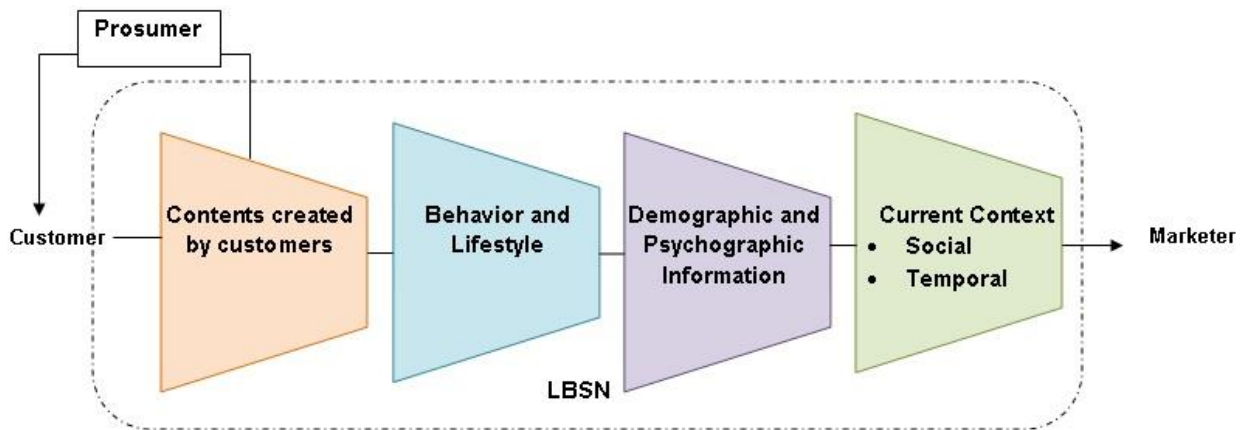 Prosumer
Customer
Contents created
by customers
Behavior and
Lifestyle
Demographic and
Psychographic
Information
Current Context
• Social
• Temporal
Marketer
LBSN